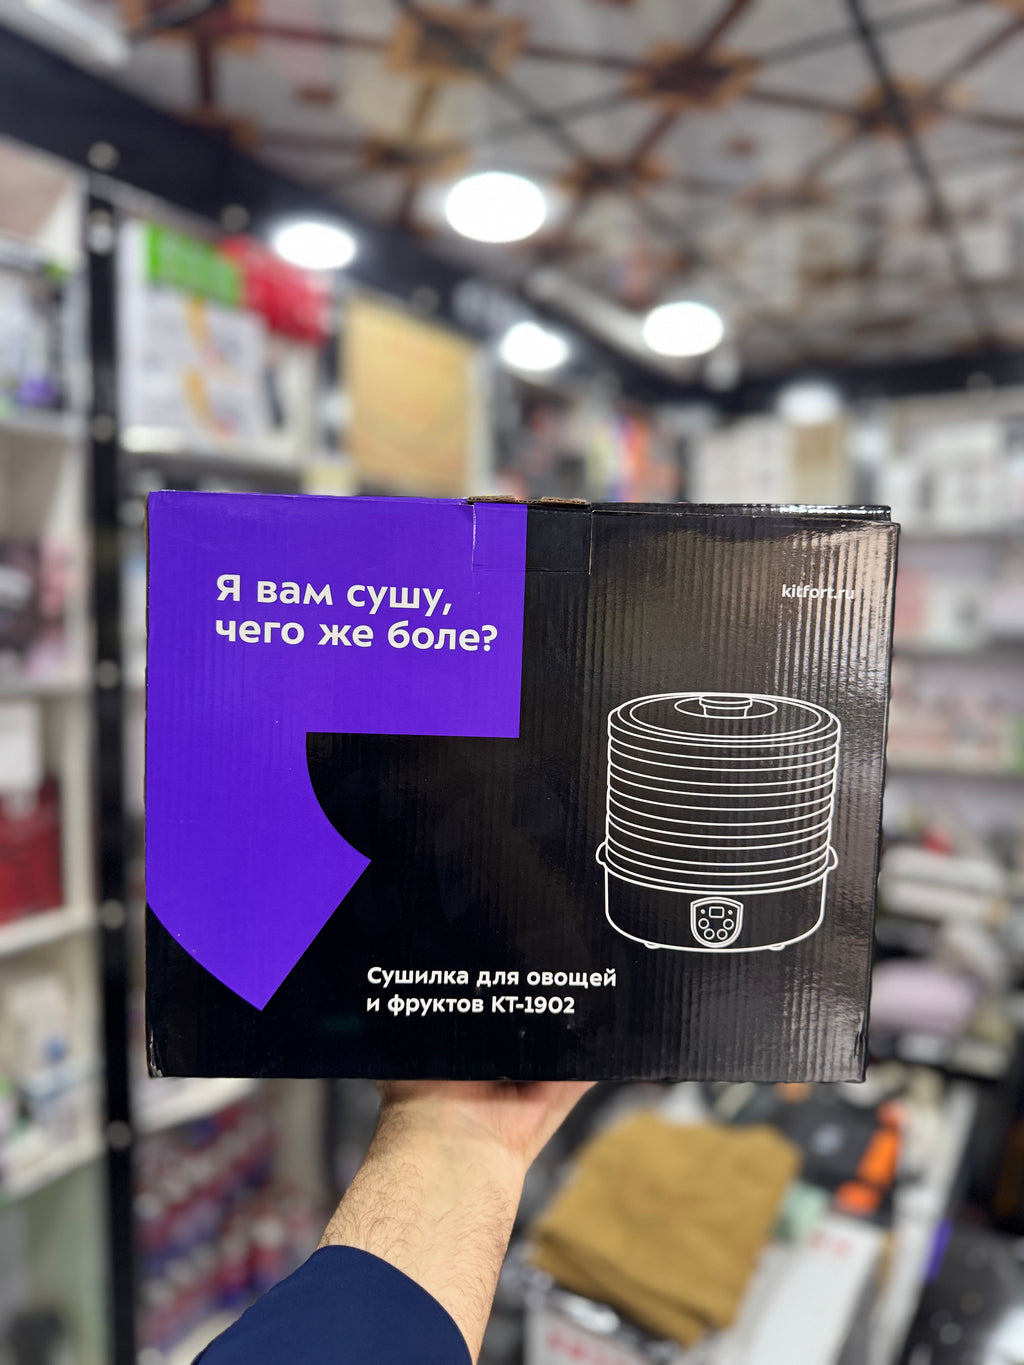 Я вам сушу,
чего же боле?
kitfort.ru
Сушилка для овощей
и фруктов КТ-1902